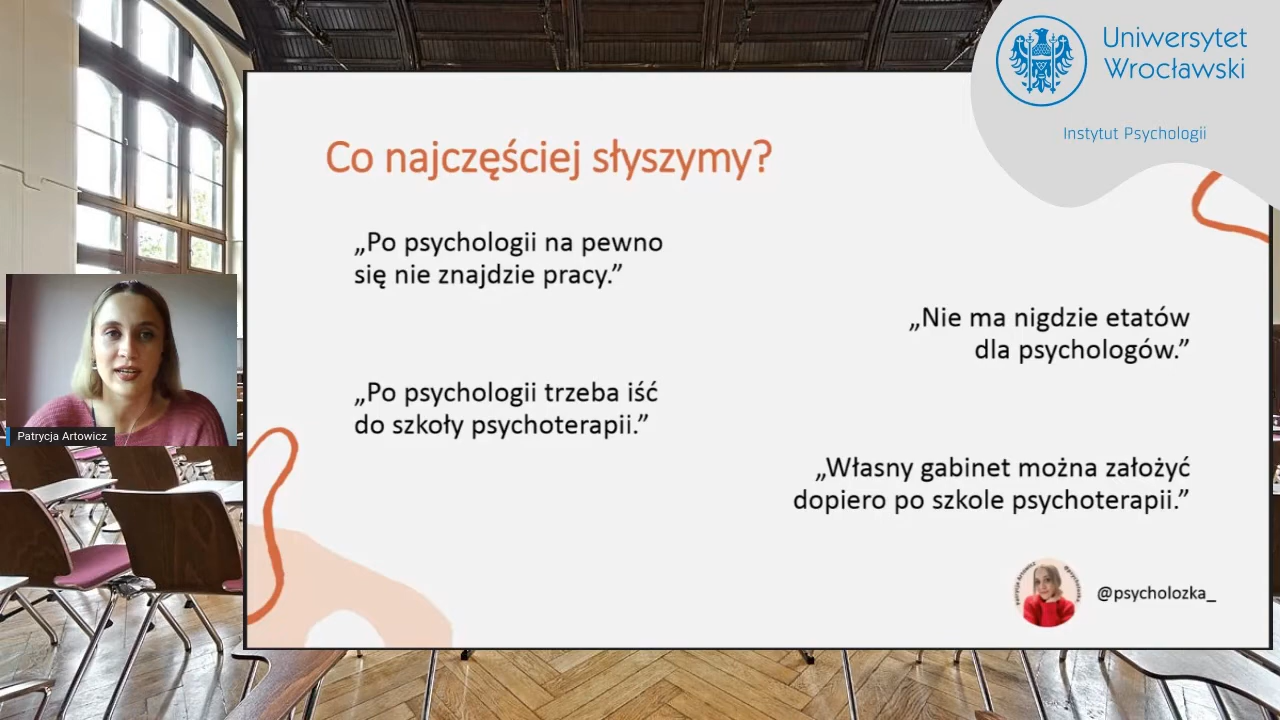 Uniwersytet
Wrocławski
Instytut Psychologii
Co najczęściej słyszymy?
„Po psychologii na pewno
się nie znajdzie pracy.”
„Nie ma nigdzie etatów
dla psychologów.”
„Po psychologii trzeba iść
do szkoły psychoterapii.”
„Własny gabinet można założyć
dopiero po szkole psychoterapii.”
Patrycja Artowicz
@psycholozka_